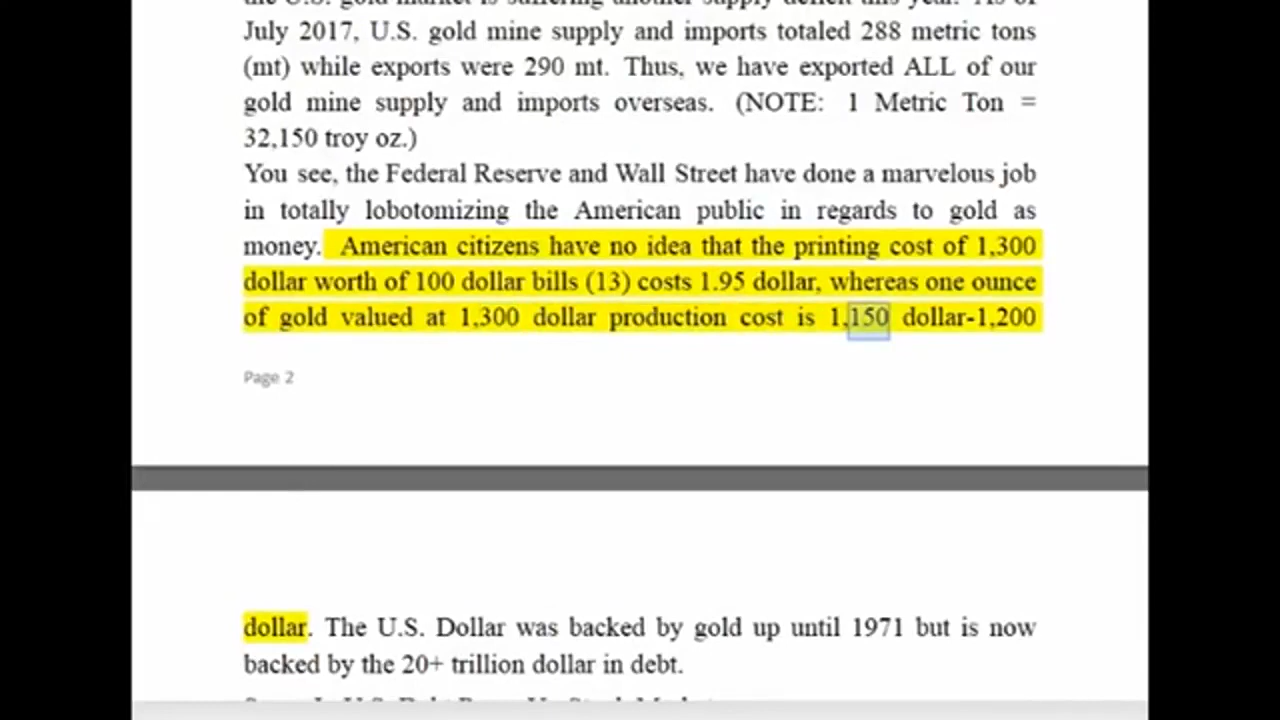 July 2017, U.S. gold mine supply and imports totaled 288 metric tons
(mt) while exports were 290 mt. Thus, we have exported ALL of our
gold mine supply and imports overseas. (NOTE: 1 Metric Ton =
32,150 troy oz.)
You see, the Federal Reserve and Wall Street have done a marvelous job
in totally lobotomizing the American public in regards to gold as
money. American citizens have no idea that the printing cost of 1,300
dollar worth of 100 dollar bills (13) costs 1.95 dollar, whereas one ounce
of gold valued at 1,300 dollar production cost is 1,150 dollar-1,200
Page 2
dollar. The U.S. Dollar was backed by gold up until 1971 but is now
backed by the 20+ trillion dollar in debt.